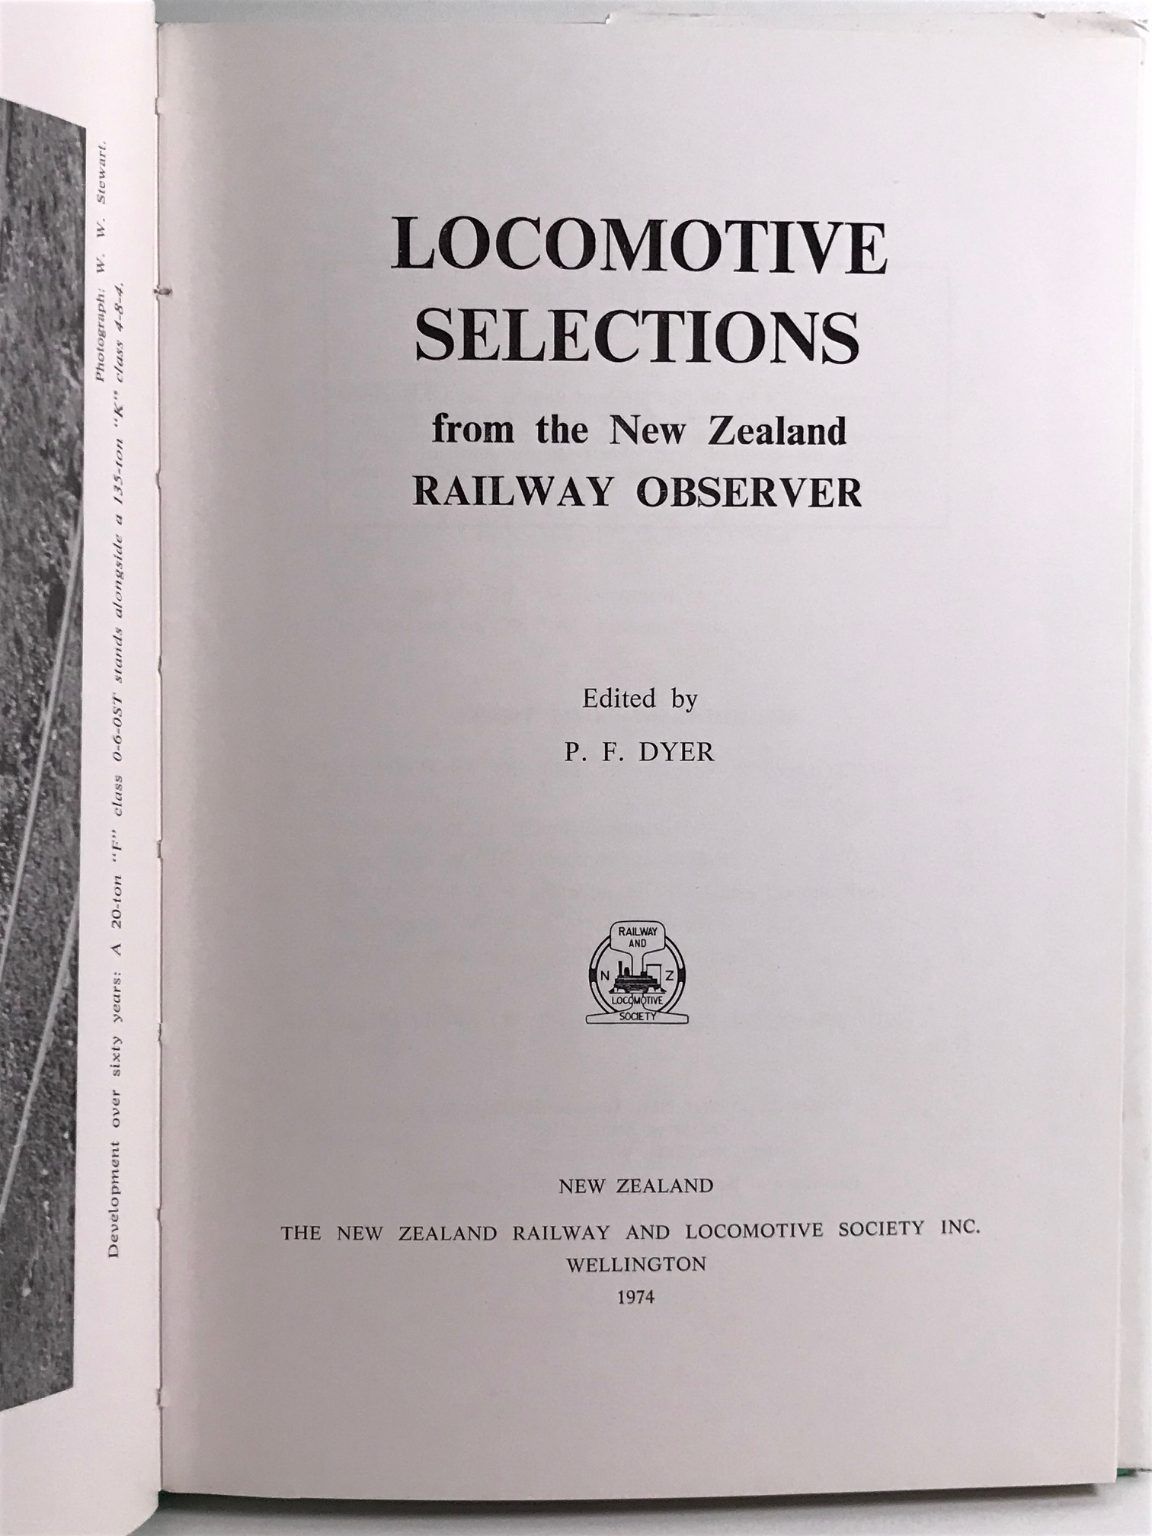 Photograph: W. W. Stewart.
Development over sixty years: A 20-ton "F" class 0-6-0ST stands alongside a 135-ton "K" class 4-8-4.
LOCOMOTIVE
SELECTIONS
from the New Zealand
RAILWAY OBSERVER
Edited by
P. F. DYER
RAILWAY
AND
N Z
LOCOMOTIVE
SOCIETY
NEW ZEALAND
THE NEW ZEALAND RAILWAY AND LOCOMOTIVE SOCIETY INC.
WELLINGTON
1974